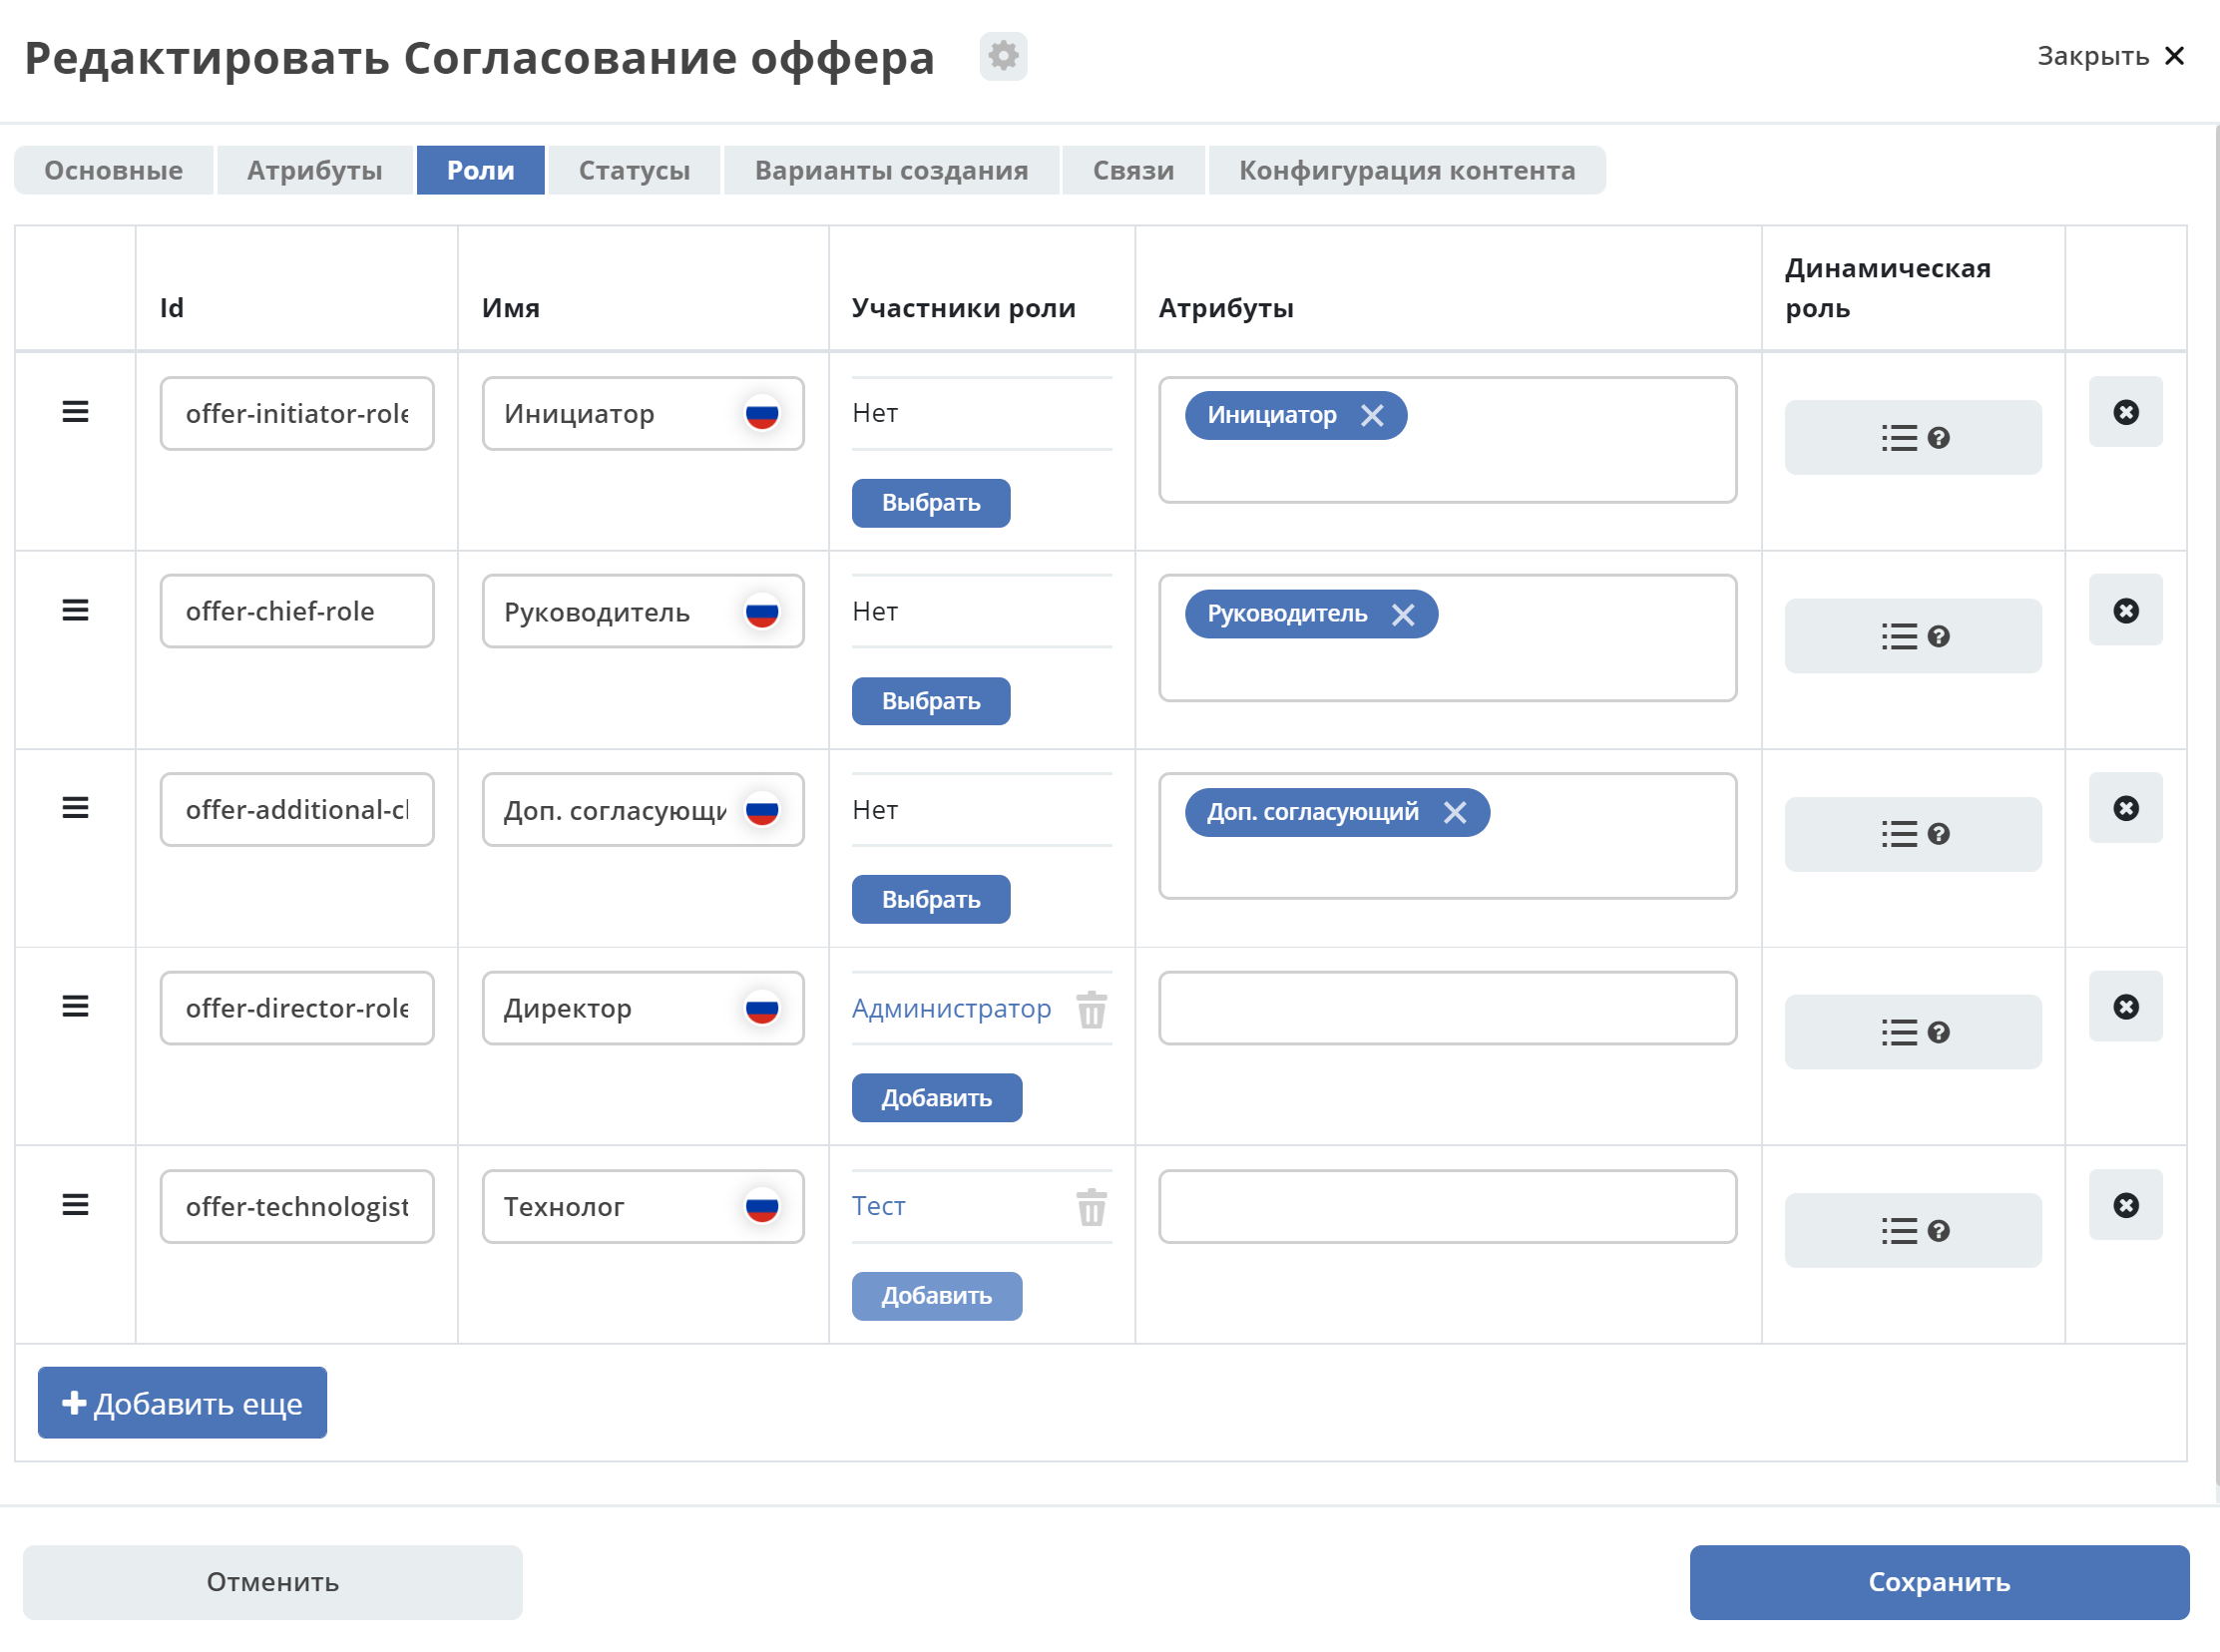 Редактировать Согласование оффера
Закрыть
Основные Атрибуты Роли Статусы Варианты создания Связи Конфигурация контента
Id Имя Участники роли Атрибуты Динамическая роль
offer-initiator-role Инициатор Нет Инициатор
Выбрать
offer-chief-role Руководитель Нет Руководитель
Выбрать
offer-additional-cl Доп. согласующи Нет Доп. согласующий
Выбрать
offer-director-role Директор Администратор
Добавить
offer-technologist Технолог Тест
Добавить
Добавить еще
Отменить Сохранить